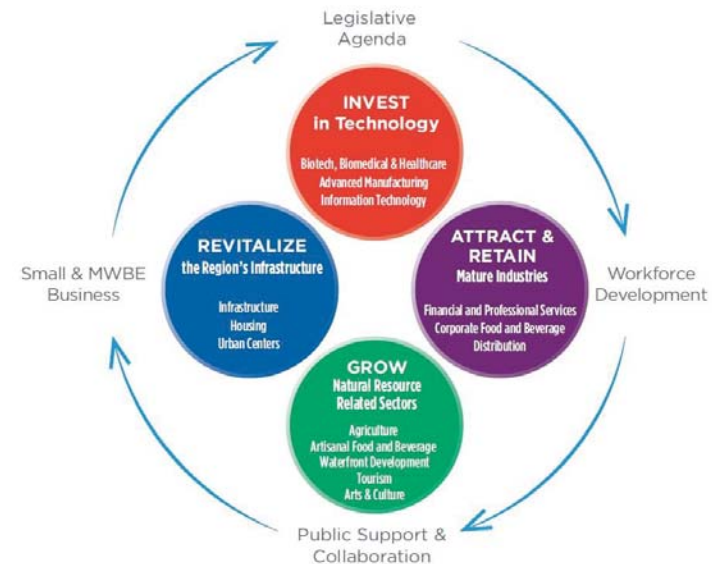 Legislative
Agenda
INVEST
in Technology
Biotech, Biomedical & Healthcare
Advanced Manufacturing
Information Technology
REVITALIZE
the Region's Infrastructure
Infrastructure
Housing
Urban Centers
ATTRACT &
RETAIN
Mature Industries
Financial and Professional Services
Corporate Food and Beverage
Distribution
Small & MWBE
Business
Workforce
Development
GROW
Natural Resource
Related Sectors
Agriculture
Artisanal Food and Beverage
Waterfront Development
Tourism
Arts & Culture
Public Support &
Collaboration